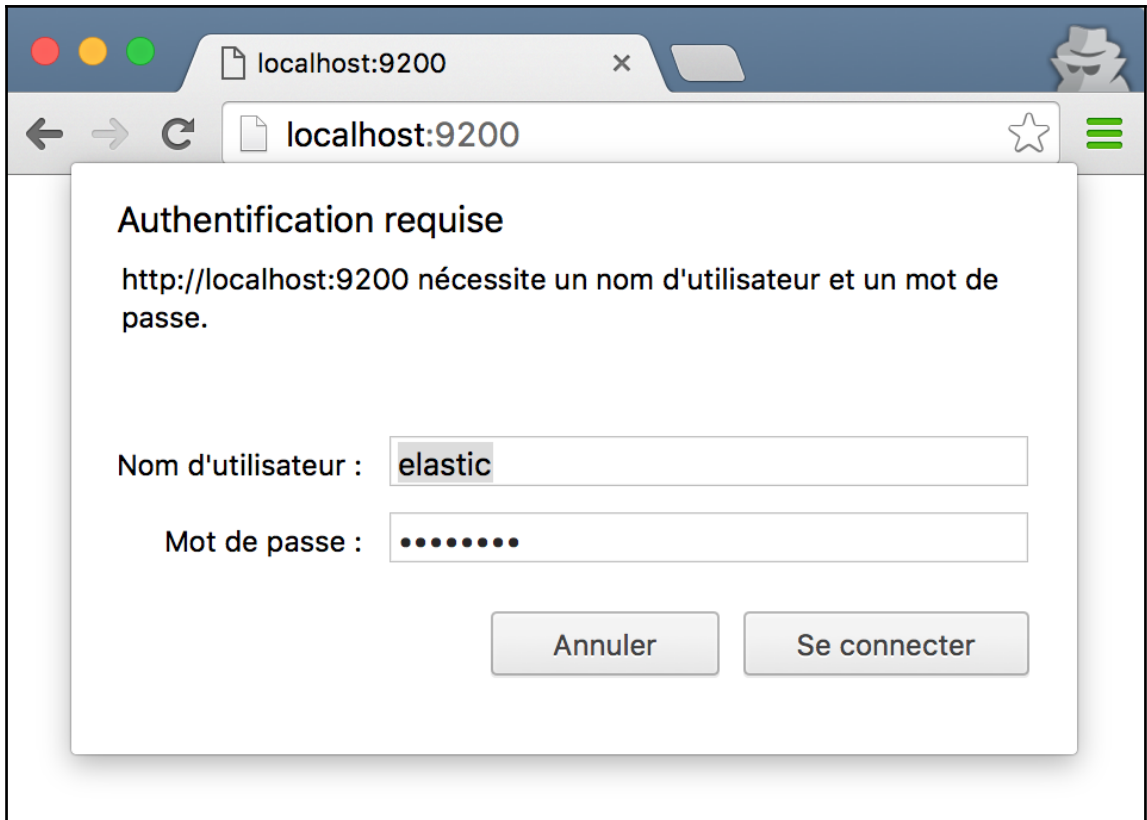 localhost:9200
localhost:9200
Authentification requise
http://localhost:9200 nécessite un nom d'utilisateur et un mot de
passe.
Nom d'utilisateur : elastic
Mot de passe : ••••••••
Annuler Se connecter